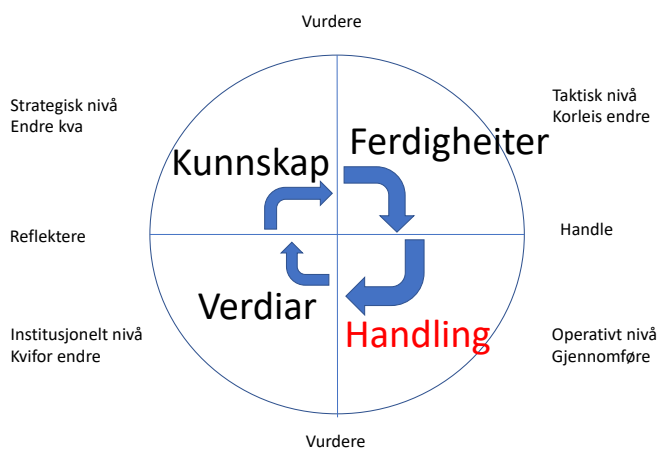 Vurdere
Strategisk nivå
Endre kva
Taktisk nivå
Korleis endre
Kunnskap
Ferdigheiter
Reflektere
Handle
Verdiar
Handling
Institusjonelt nivå
Kvifor endre
Operativt nivå
Gjennomføre
Vurdere